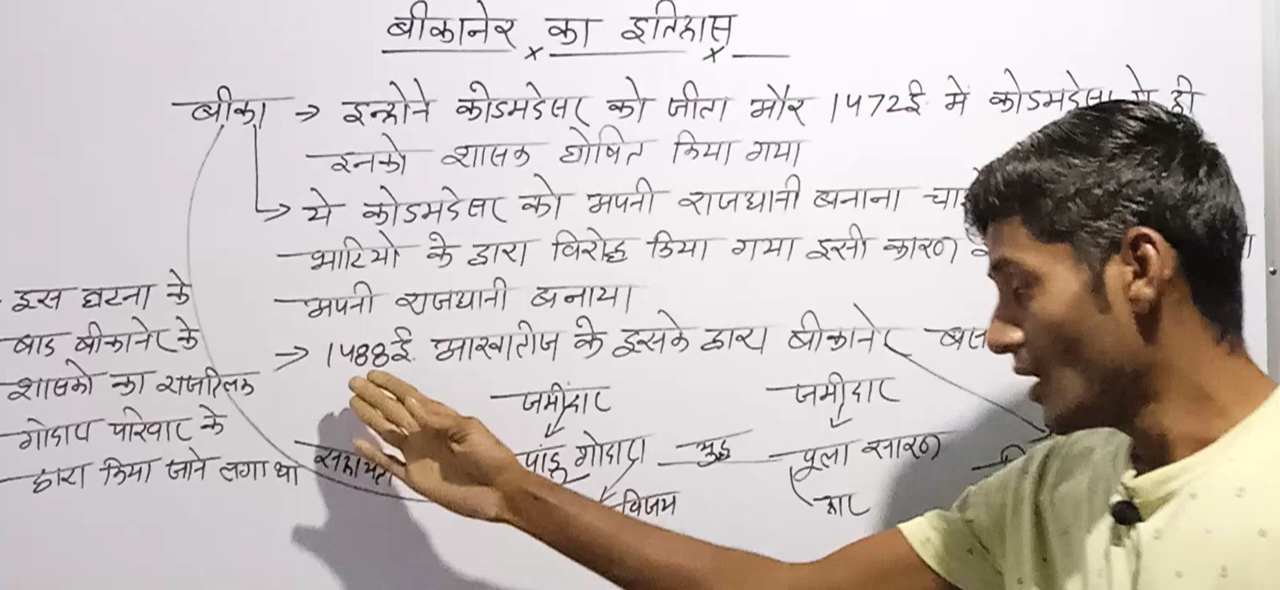 बीकानेर का इतिहास
बीका → इन्होने कोडमदेसर को जीता और 1472ई. में कोडमदेसर में ही
इनको शासक घोषित किया गया
→ ये कोडमदेसर को अपनी राजधानी बनाना
भाटियो के द्वारा विरोध किया गया इसी कारण
अपनी राजधानी बनाया
→ 1488ई. आखातीज के इसके द्वारा बीकानेर
इस घटना के
बाद बीकानेर के
शासको का राजतिलक
गोदारा परिवार के
द्वारा किया जाने लगा था
जमींदार
जमीदार
सहायता
पांडू गोदारा — युद्ध — पूला सारण
विजय
हार